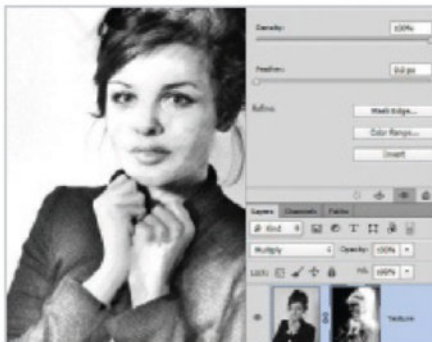 Density: 100%
Feather: 0.0 px
Refine: Mask Edge...
Color Range...
Invert
Layers Channels Paths
Kind
Multiply Opacity: 100%
Lock: Fill: 100%
Texture